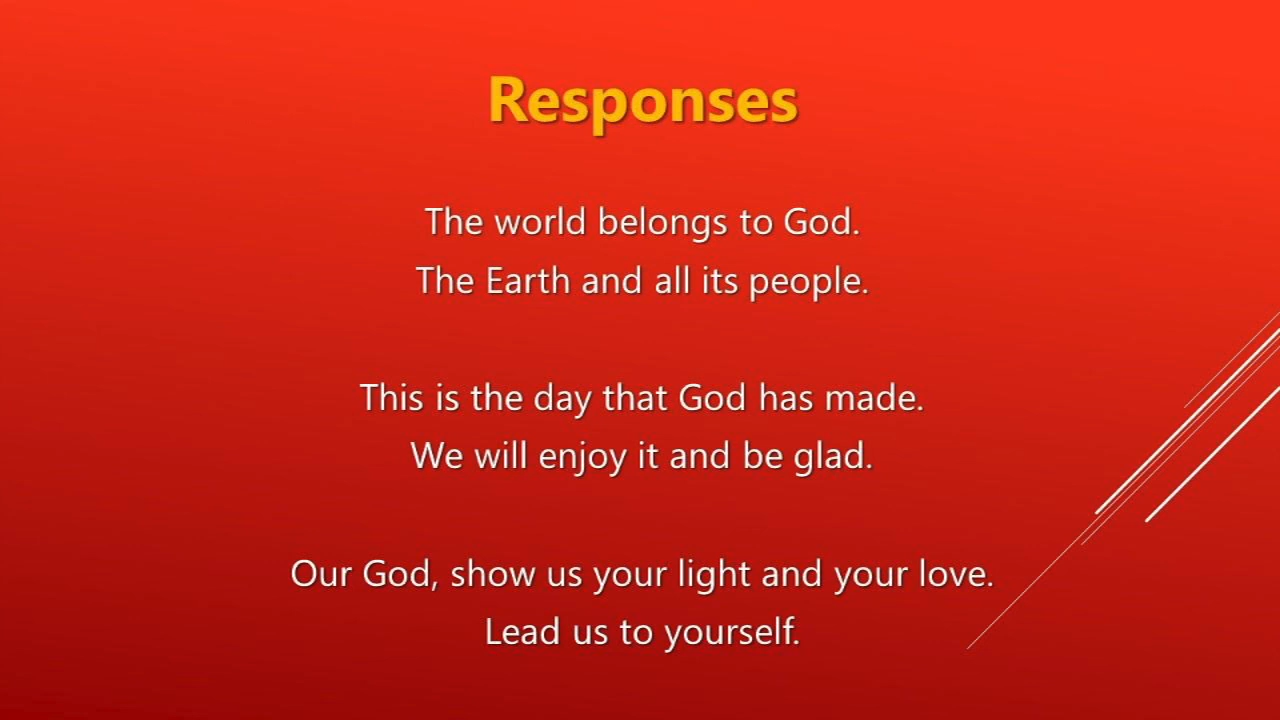 Responses
The world belongs to God.
The Earth and all its people.
This is the day that God has made.
We will enjoy it and be glad.
Our God, show us your light and your love.
Lead us to yourself.